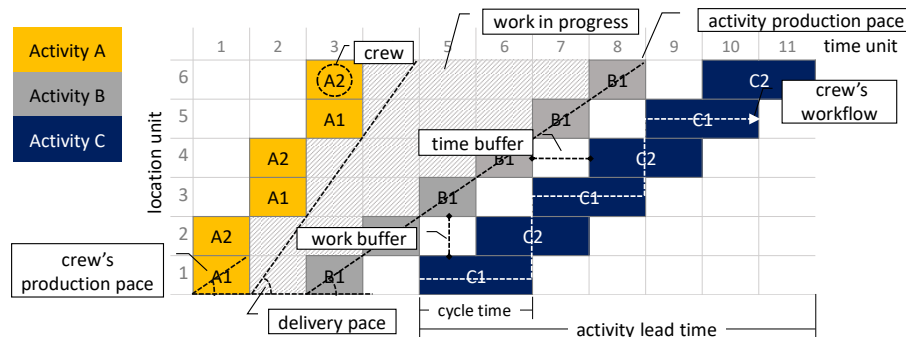 work in progress
activity production pace
Activity A
1
2
3
crew
5
6
7
8
9
10
11
time unit
6
A2
B1
C2
crew's
workflow
Activity B
5
A1
B1
C1
Activity C
time buffer
location unit
4
A2
B1
C2
3
A1
B1
C1
2
A2
work buffer
C2
crew's
production pace
1
A1
B1
C1
delivery pace
cycle time
activity lead time